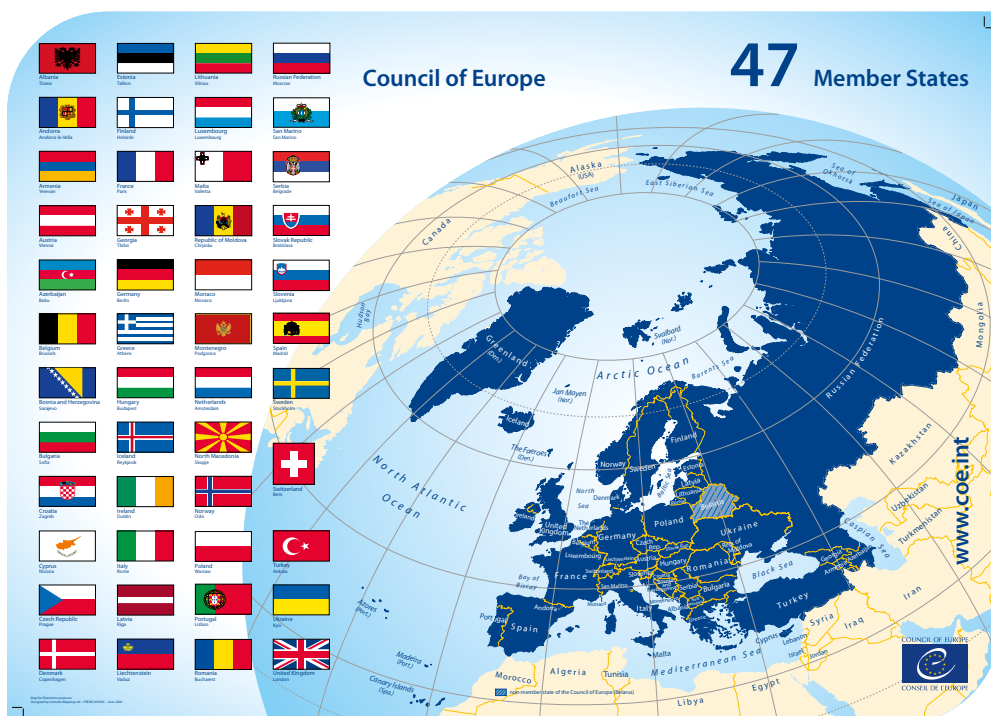 Council of Europe
47 Member States
Albania
Tirana
Estonia
Tallinn
Lithuania
Vilnius
Russian Federation
Moscow
Andorra
Andorra-la-Vella
Finland
Helsinki
Luxembourg
Luxembourg
San Marino
San Marino
Armenia
Yerevan
France
Paris
Malta
Valletta
Serbia
Belgrade
Austria
Vienna
Georgia
Tbilisi
Republic of Moldova
Chişinău
Slovak Republic
Bratislava
Azerbaijan
Baku
Germany
Berlin
Monaco
Monaco
Slovenia
Ljubljana
Belgium
Brussels
Greece
Athens
Montenegro
Podgorica
Spain
Madrid
Bosnia and Herzegovina
Sarajevo
Hungary
Budapest
Netherlands
Amsterdam
Sweden
Stockholm
Bulgaria
Sofia
Iceland
Reykjavik
North Macedonia
Skopje
Switzerland
Bern
Croatia
Zagreb
Ireland
Dublin
Norway
Oslo
Cyprus
Nicosia
Italy
Rome
Poland
Warsaw
Turkey
Ankara
Czech Republic
Prague
Latvia
Riga
Portugal
Lisbon
Ukraine
Kyiv
Denmark
Copenhagen
Liechtenstein
Vaduz
Romania
Bucharest
United Kingdom
London
Alaska
(USA)
Beaufort Sea
East Siberian Sea
Sea of
Okhotsk
Japan
Sea of Japan
China
Mongolia
Canada
Hudson
Bay
Greenland
(Den.)
Svalbard
(Nor.)
Arctic Ocean
Barents Sea
Jan Mayen
(Nor.)
Russian Federation
Iceland
The Faeroes
(Den.)
Finland
Norway
Sweden
Estonia
Latvia
Lithuania
Baltic Sea
Belarus
Kazakhstan
Uzbekistan
Turkmenistan
Caspian Sea
North Atlantic
Ocean
North
Sea
Denmark
Ireland
United
Kingdom
The
Netherlands
Belgium
Germany
Poland
Ukraine
Luxembourg
Czech
Rep.
Liechtenstein
Austria
Hungary
Rep. of
Moldova
Romania
France
Switzerland
Slovenia
San Marino
Serbia
Bulgaria
Black Sea
Georgia
Armenia
Azerbaijan
Bay of
Biscay
Andorra
Monaco
Italy
Albania
Greece
Turkey
Portugal
Spain
Azores
(Port.)
Madeira
(Port.)
Canary Islands
(Spa.)
Malta
Mediterranean Sea
Cyprus
Lebanon
Israel
Jordan
Syria
Iraq
Iran
Morocco
Algeria
Tunisia
Libya
Egypt
non-member state of the Council of Europe (Belarus)
www.coe.int
COUNCIL OF EUROPE
CONSEIL DE L'EUROPE